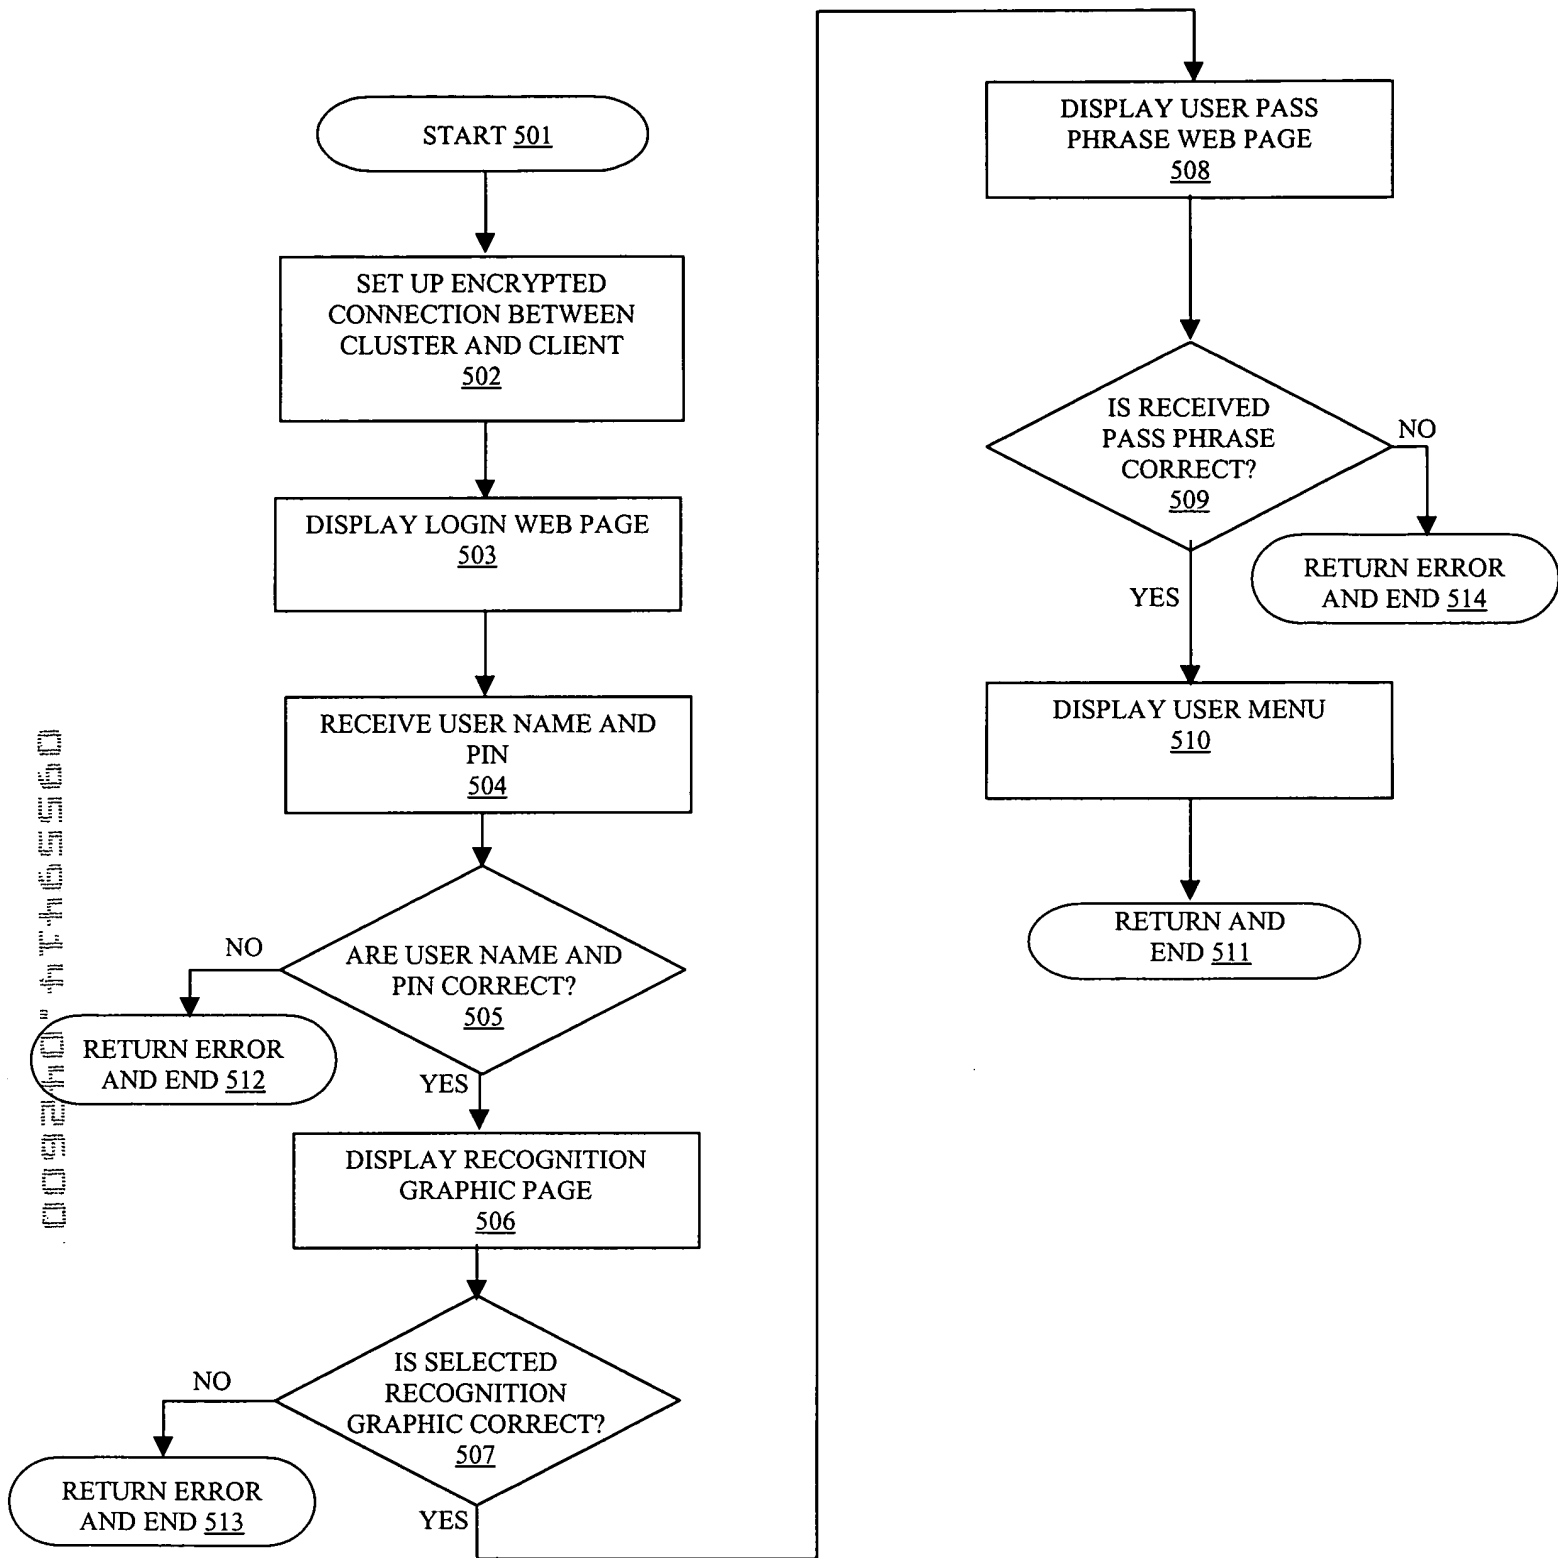 START 501
SET UP ENCRYPTED
CONNECTION BETWEEN
CLUSTER AND CLIENT
502
DISPLAY LOGIN WEB PAGE
503
RECEIVE USER NAME AND
PIN
504
ARE USER NAME AND
PIN CORRECT?
505
NO
RETURN ERROR
AND END 512
YES
DISPLAY RECOGNITION
GRAPHIC PAGE
506
IS SELECTED
RECOGNITION
GRAPHIC CORRECT?
507
NO
RETURN ERROR
AND END 513
YES
DISPLAY USER PASS
PHRASE WEB PAGE
508
IS RECEIVED
PASS PHRASE
CORRECT?
509
NO
RETURN ERROR
AND END 514
YES
DISPLAY USER MENU
510
RETURN AND
END 511
09559414.042600